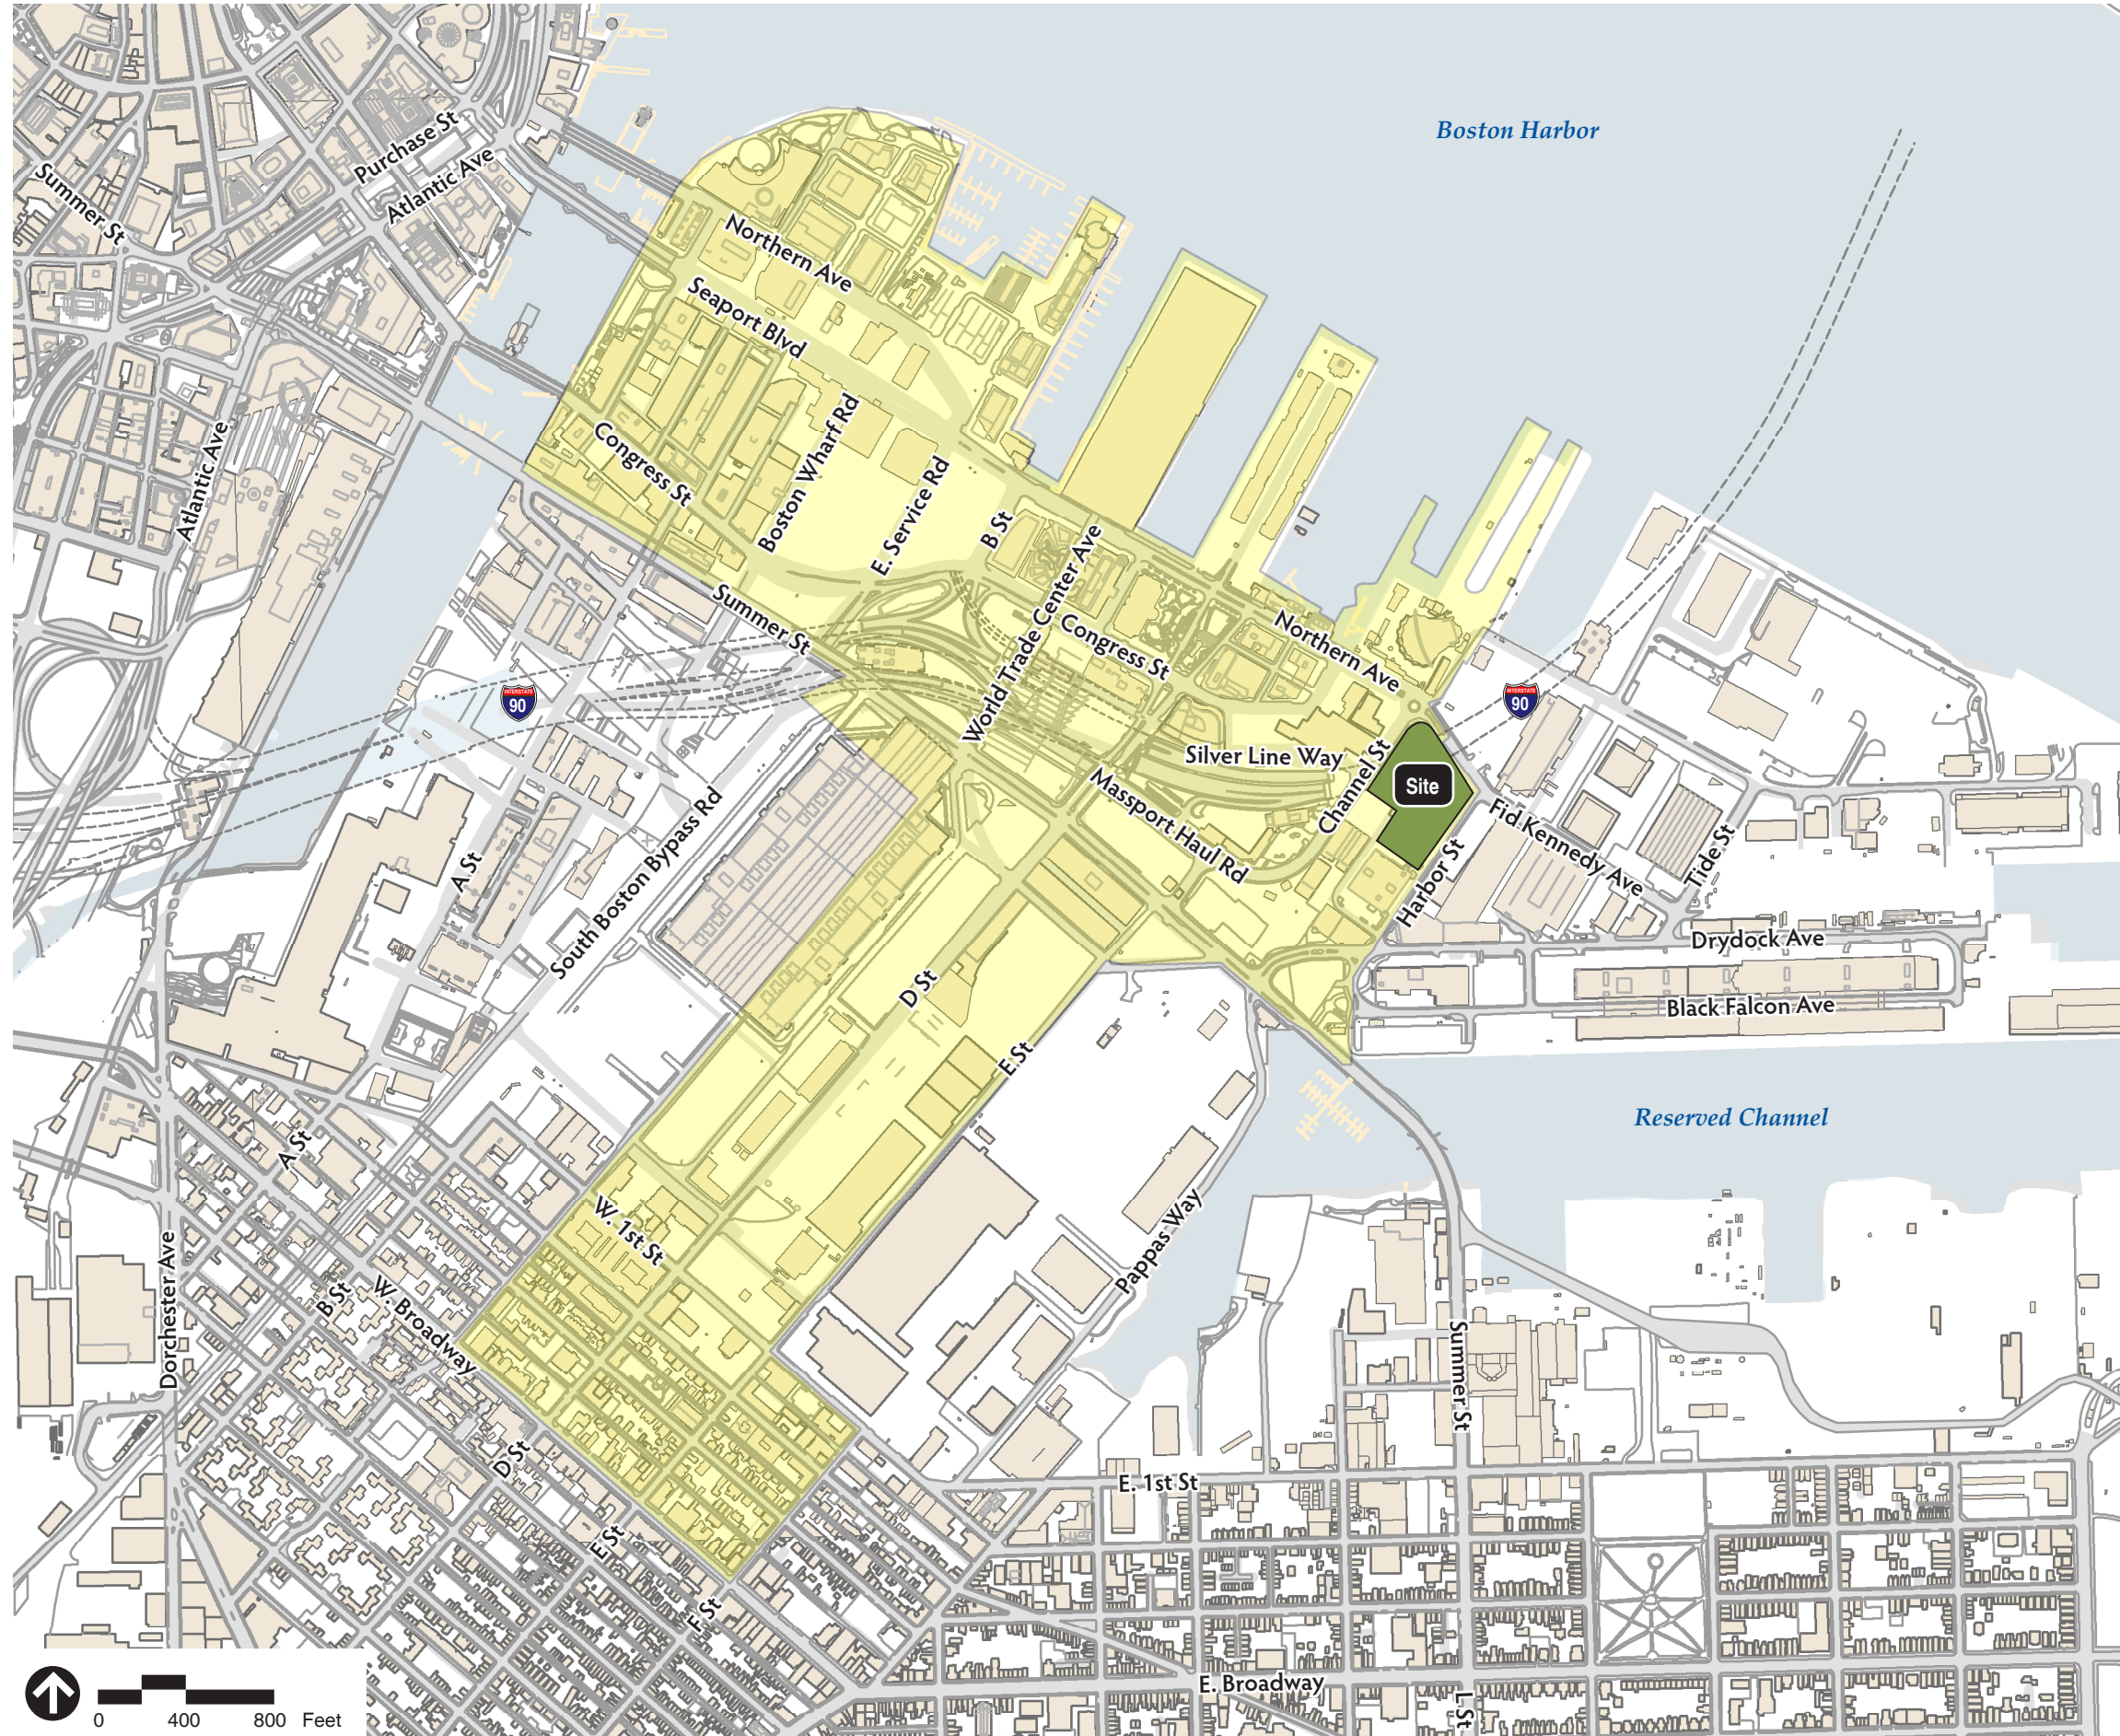 Boston Harbor
Purchase St
Atlantic Ave
Summer St
Northern Ave
Seaport Blvd
Boston Wharf Rd
Congress St
Atlantic Ave
E. Service Rd
B St
World Trade Center Ave
Summer St
Congress St
Northern Ave
INTERSTATE
90
INTERSTATE
90
Silver Line Way
Channel St
Site
Massport Haul Rd
Fid Kennedy Ave
Tide St
Harbor St
A St
South Boston Bypass Rd
Drydock Ave
Black Falcon Ave
D St
E St
Reserved Channel
A St
W. 1st St
Pappas Way
Dorchester Ave
B St
W. Broadway
Summer St
D St
E. 1st St
E St
F St
E. Broadway
L St
0 400 800 Feet